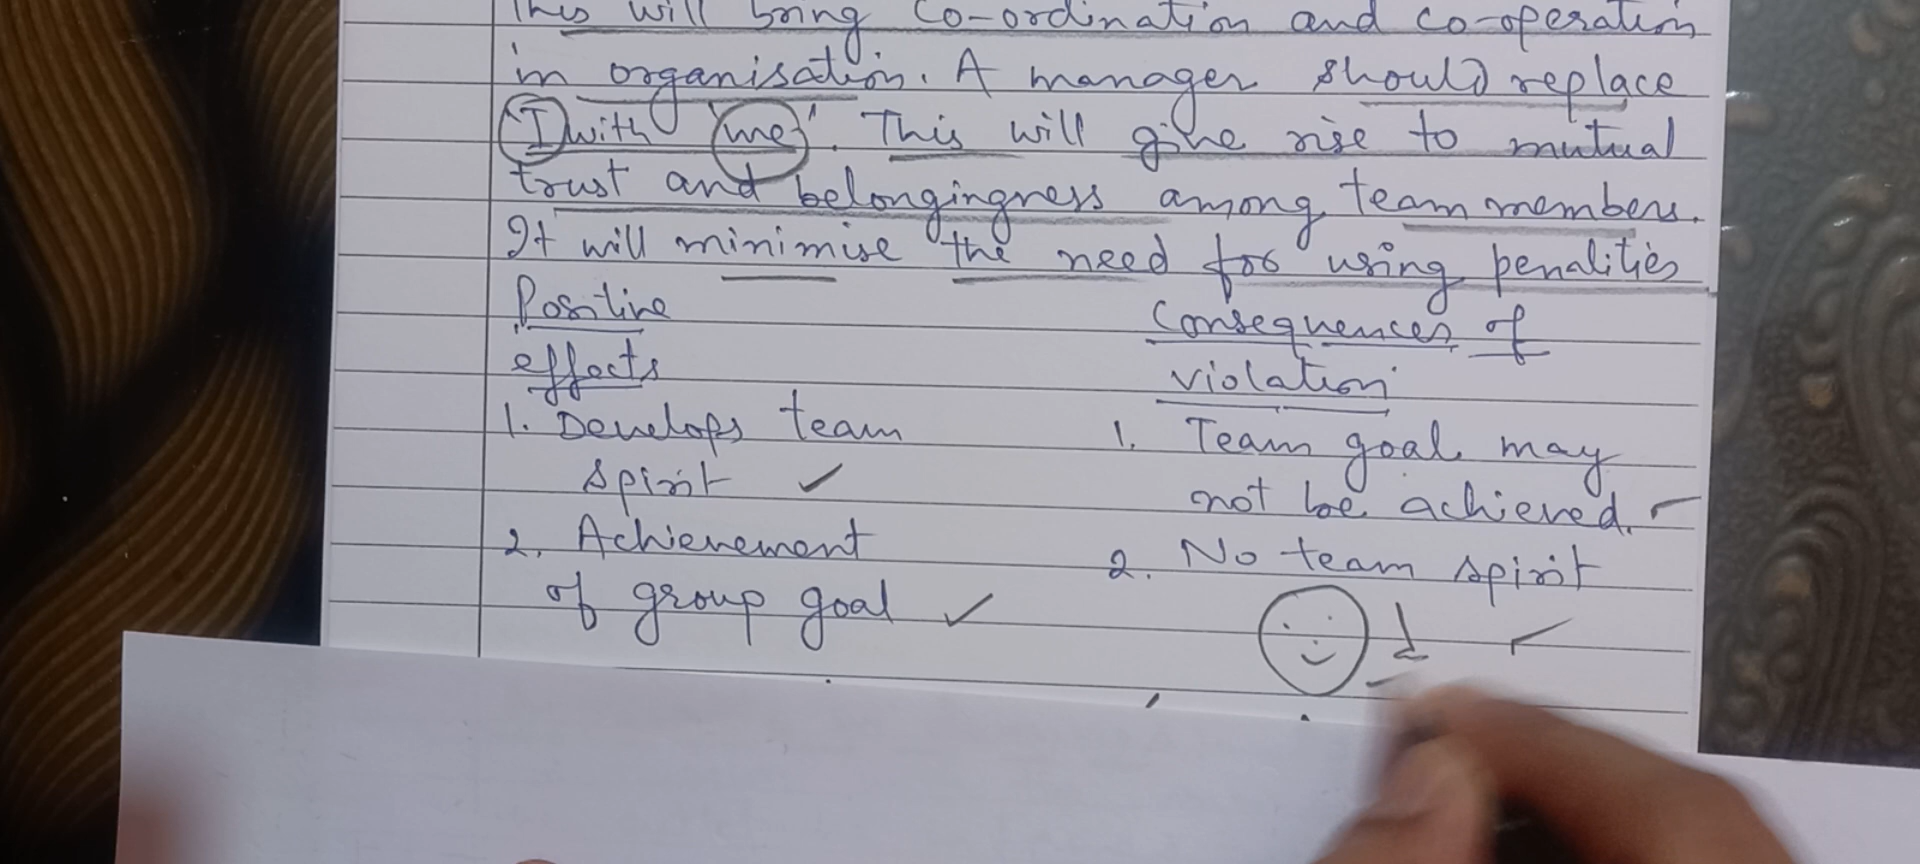 This will bring co-ordination and co-operation
in organisation. A manager should replace
"I with "me". This will give rise to mutual
trust and belongingness among team members.
It will minimise the need for using penalities
Positive
effects
1. Develops team
spirit ✓
2. Achievement
of group goal ✓
Consequences of
violation
1. Team goal may
not be achieved.
2. No team spirit